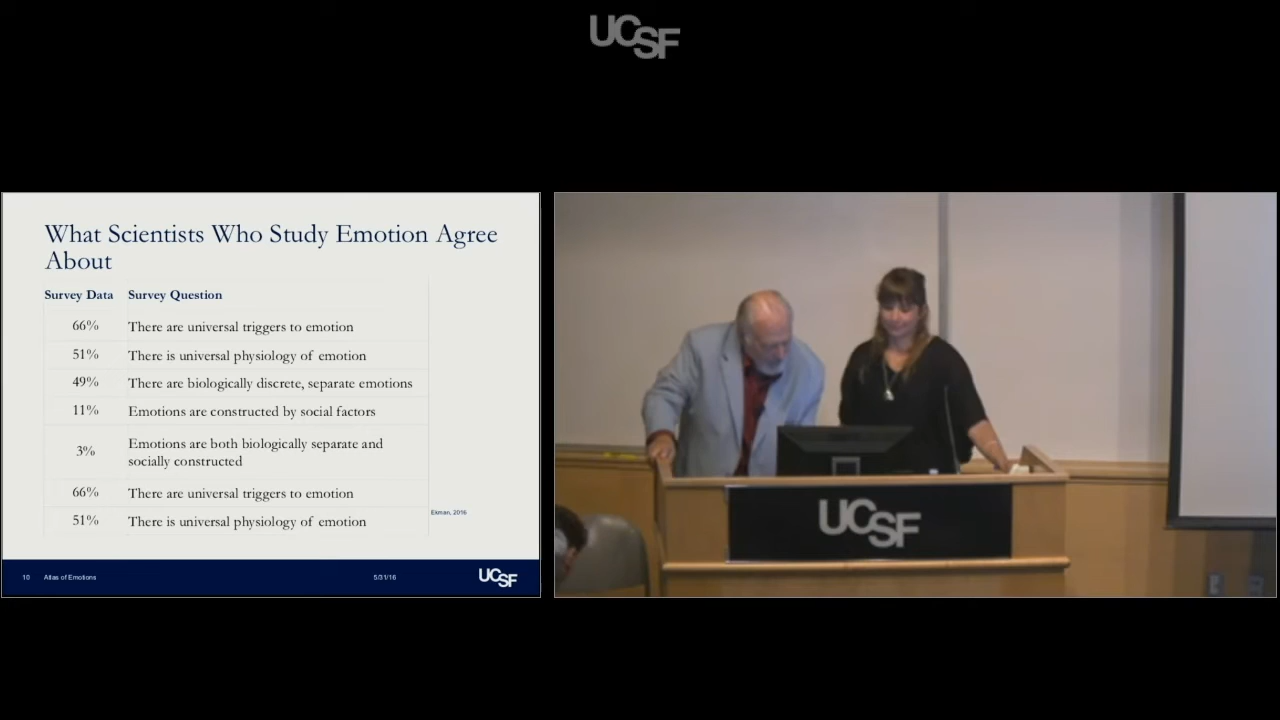 UCSF
What Scientists Who Study Emotion Agree
About
Survey Data Survey Question
66% There are universal triggers to emotion
51% There is universal physiology of emotion
49% There are biologically discrete, separate emotions
11% Emotions are constructed by social factors
3% Emotions are both biologically separate and
socially constructed
66% There are universal triggers to emotion
51% There is universal physiology of emotion
Ekman, 2016
10 Atlas of Emotions 5/31/16 UCSF
UCSF